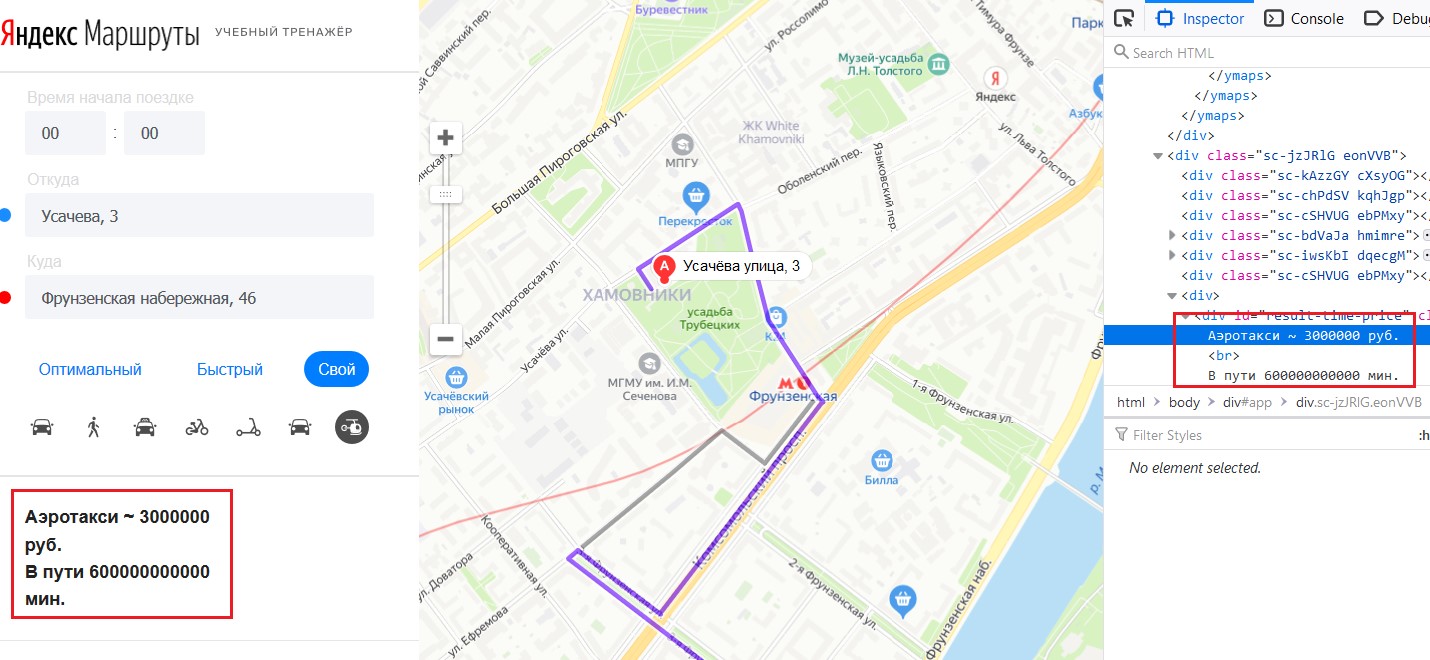 Яндекс Маршруты УЧЕБНЫЙ ТРЕНАЖЁР
Время начала поездке
00 : 00
Откуда
Усачева, 3
Куда
Фрунзенская набережная, 46
Оптимальный Быстрый Свой
Аэротакси ~ 3000000
руб.
В пути 600000000000
мин.
Буревестник
ул. Россолимо
Тимура Фрунзе
Парк
Саввинский пер.
Музей-усадьба
Л.Н. Толстого
Я
Яндекс
Азбу
ЖК White
Khamovniki
ул. Льва Толстого
Большая Пироговская ул.
МПГУ
Оболенский пер.
Языковский пер.
Перекресток
А
Усачёва улица, 3
ХАМОВНИКИ
усадьба
Трубецких
К.И
Малая Пироговская ул.
Усачёва ул.
МГМУ им. И.М.
Сеченова
Усачёвский
рынок
Фрунзенская
1-я Фрунзенская ул.
Билла
Комсомольский просп.
р. М
Кооперативная ул.
ул. Доватора
ул. Ефремова
2-я Фрунзенская ул.
Фрунзенская наб.
Inspector Console Debu
Search HTML
</ymaps>
</ymaps>
</ymaps>
</div>
<div class="sc-jzJRlG eonVVB">
<div class="sc-kAzzGY cXsyOG"></
<div class="sc-chPdSV kqhJgp"></
<div class="sc-cSHVUG ebPMxy"></
<div class="sc-bdVaJa hmimre">
<div class="sc-iwsKbI dqecgM">
<div class="sc-cSHVUG ebPMxy"></
<div>
<div id="result-time-price" cl
Аэротакси ~ 3000000 руб.
<br>
В пути 600000000000 мин.
html body div#app div.sc-jzJRlG.eonVVB
Filter Styles :h
No element selected.